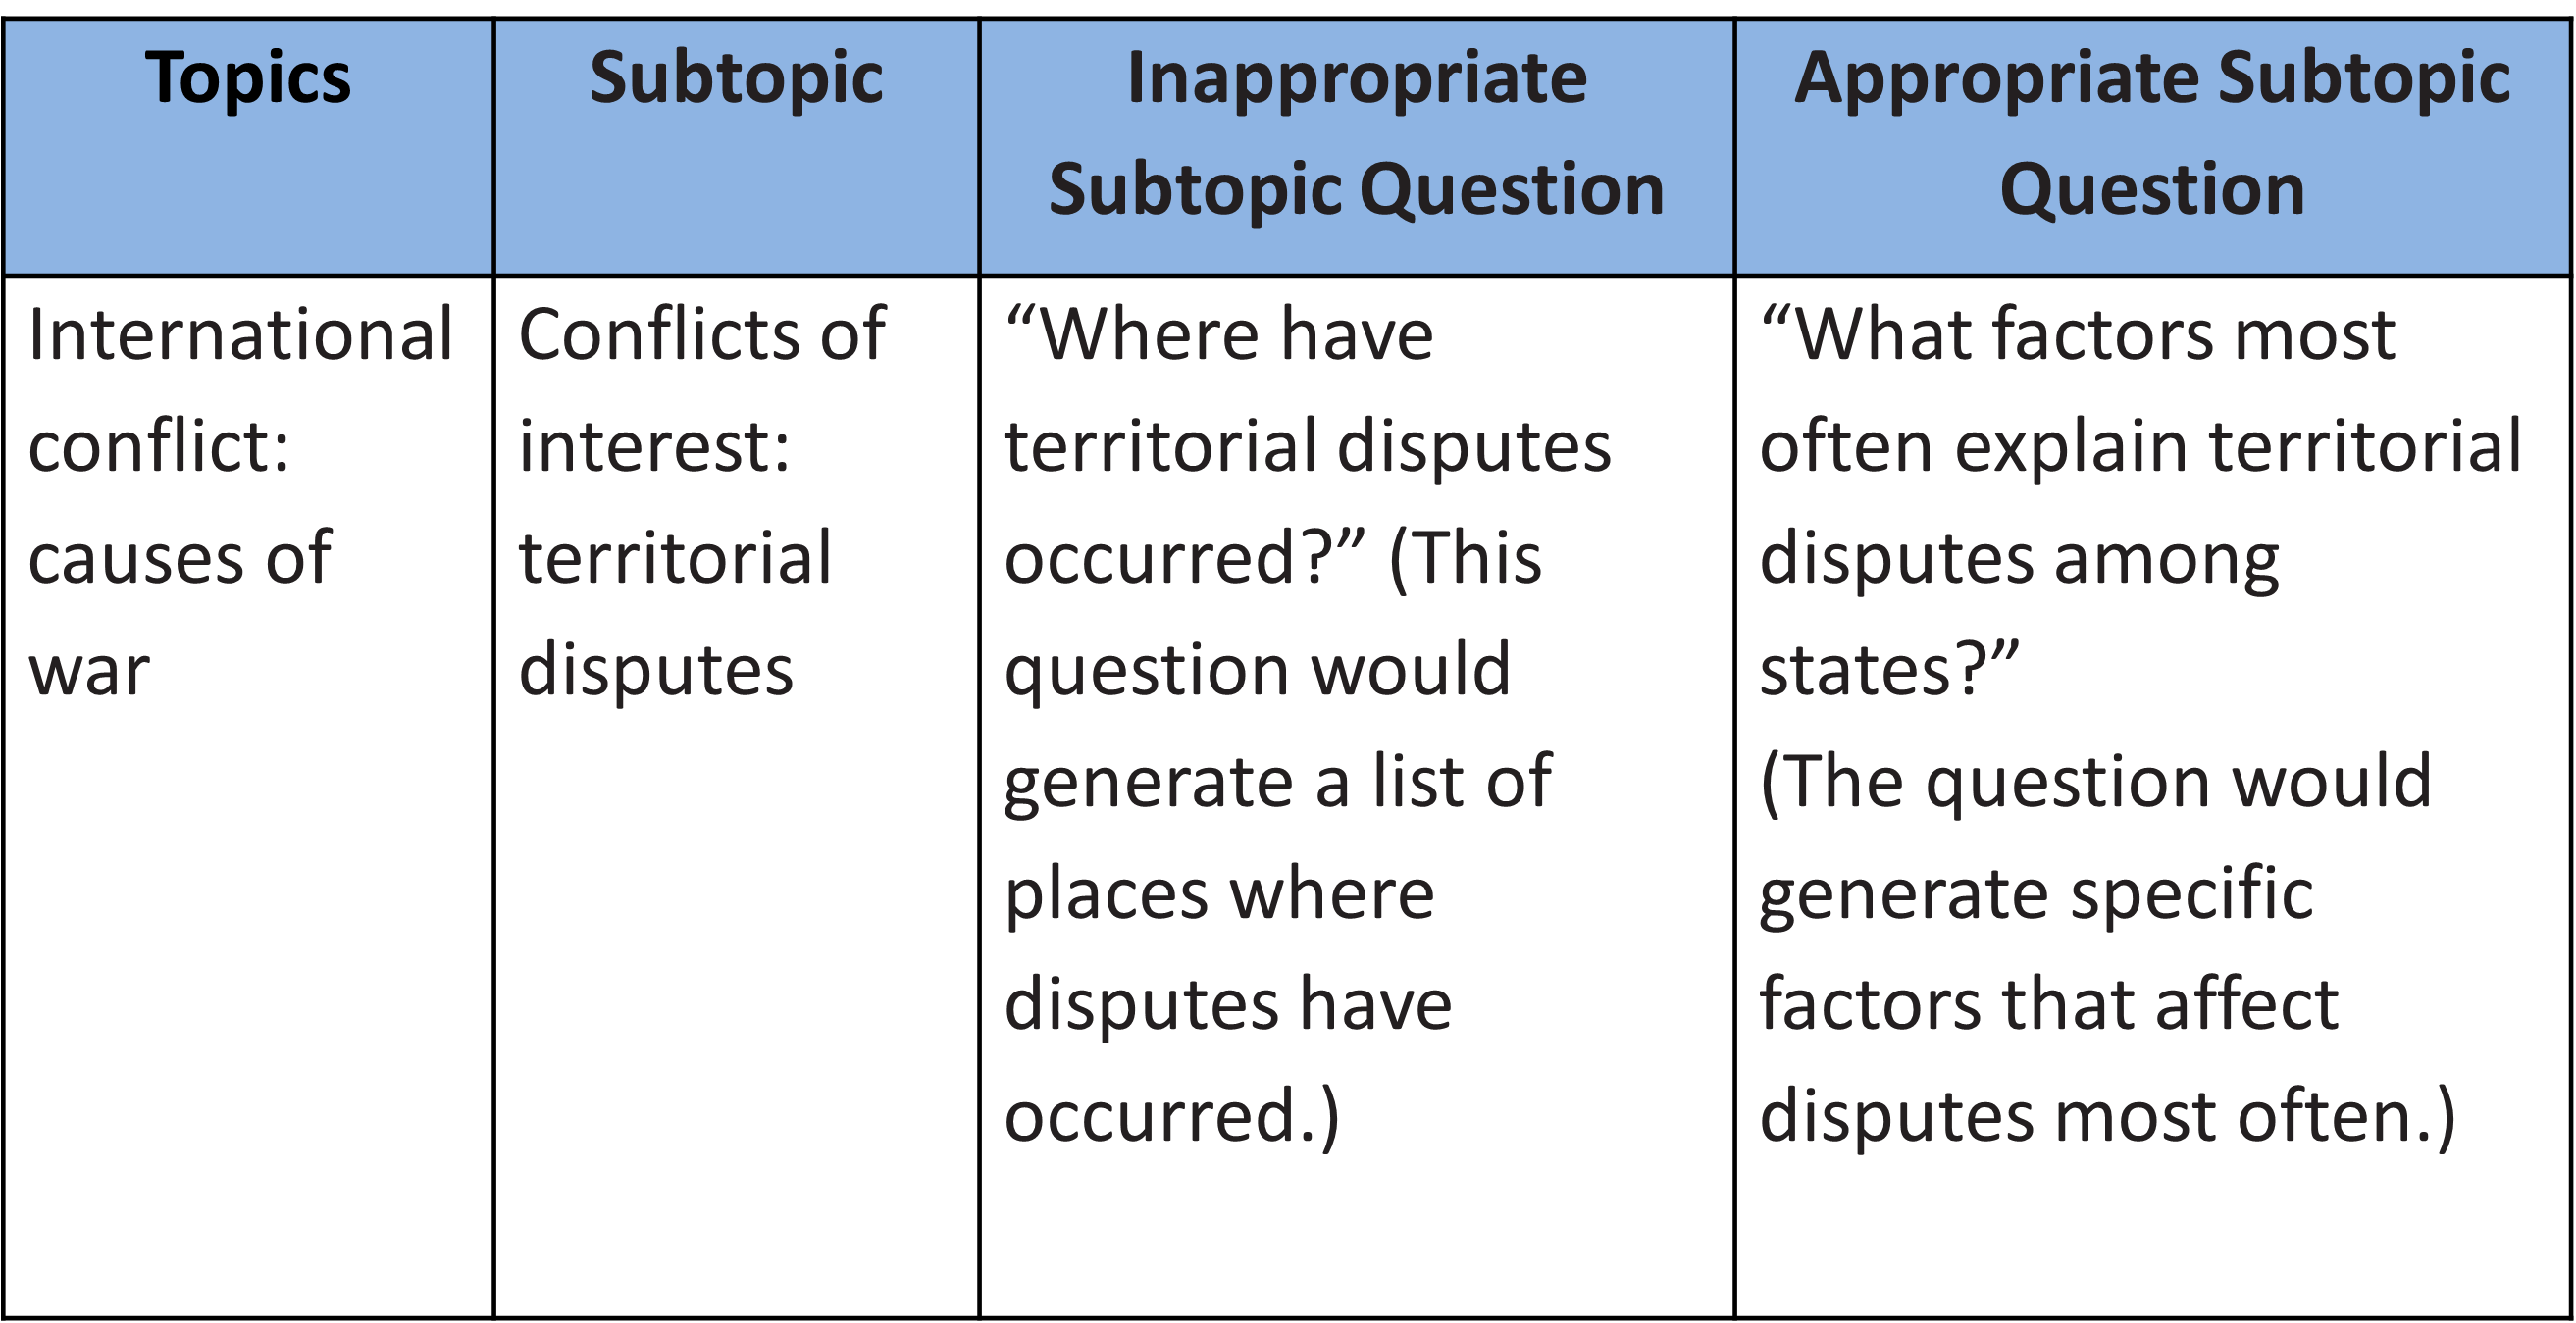 Topics
Subtopic
Inappropriate
Subtopic Question
Appropriate Subtopic
Question
International
conflict:
causes of
war
Conflicts of
interest:
territorial
disputes
“Where have
territorial disputes
occurred?” (This
question would
generate a list of
places where
disputes have
occurred.)
“What factors most
often explain territorial
disputes among
states?”
(The question would
generate specific
factors that affect
disputes most often.)